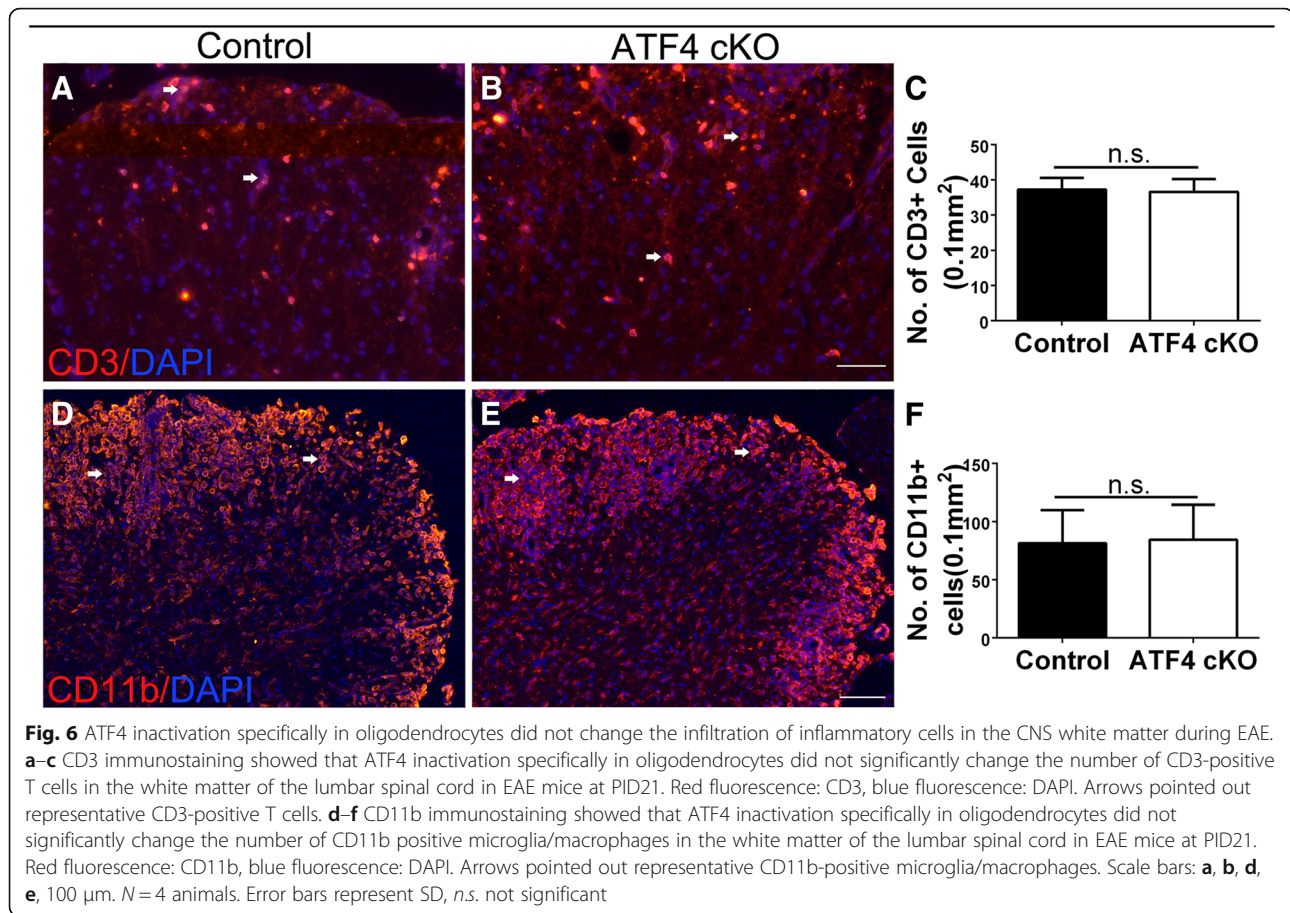 Control
ATF4 cKO
A
B
C
No. of CD3+ Cells
(0.1mm²)
50
40
30
20
10
0
n.s.
Control
ATF4 cKO
CD3/DAPI
D
E
F
No. of CD11b+
cells(0.1mm²)
150
100
50
0
n.s.
Control
ATF4 cKO
CD11b/DAPI
Fig. 6 ATF4 inactivation specifically in oligodendrocytes did not change the infiltration of inflammatory cells in the CNS white matter during EAE.
a–c CD3 immunostaining showed that ATF4 inactivation specifically in oligodendrocytes did not significantly change the number of CD3-positive
T cells in the white matter of the lumbar spinal cord in EAE mice at PID21. Red fluorescence: CD3, blue fluorescence: DAPI. Arrows pointed out
representative CD3-positive T cells. d–f CD11b immunostaining showed that ATF4 inactivation specifically in oligodendrocytes did not
significantly change the number of CD11b positive microglia/macrophages in the white matter of the lumbar spinal cord in EAE mice at PID21.
Red fluorescence: CD11b, blue fluorescence: DAPI. Arrows pointed out representative CD11b-positive microglia/macrophages. Scale bars: a, b, d,
e, 100 μm. N = 4 animals. Error bars represent SD, n.s. not significant